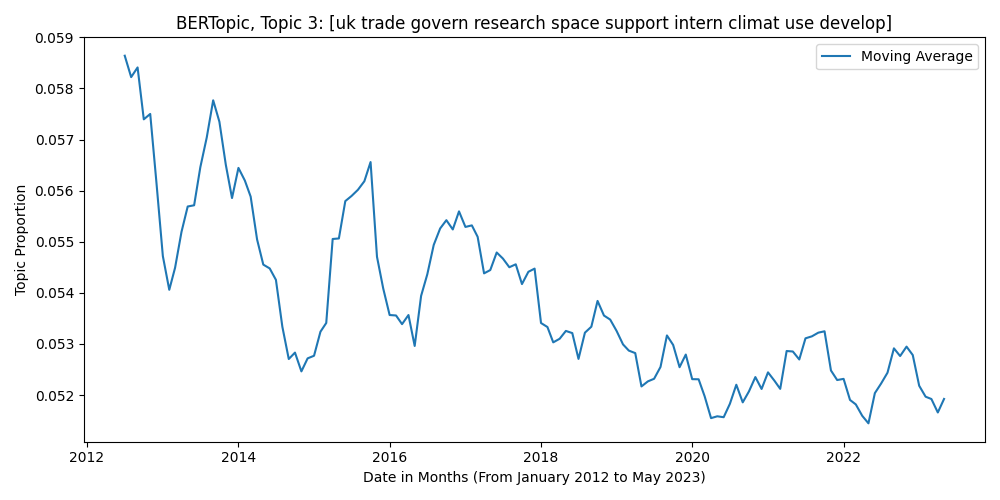 BERTopic, Topic 3: [uk trade govern research space support intern climat use develop]
Moving Average
Topic Proportion
0.059
0.058
0.057
0.056
0.055
0.054
0.053
0.052
2012 2014 2016 2018 2020 2022
Date in Months (From January 2012 to May 2023)